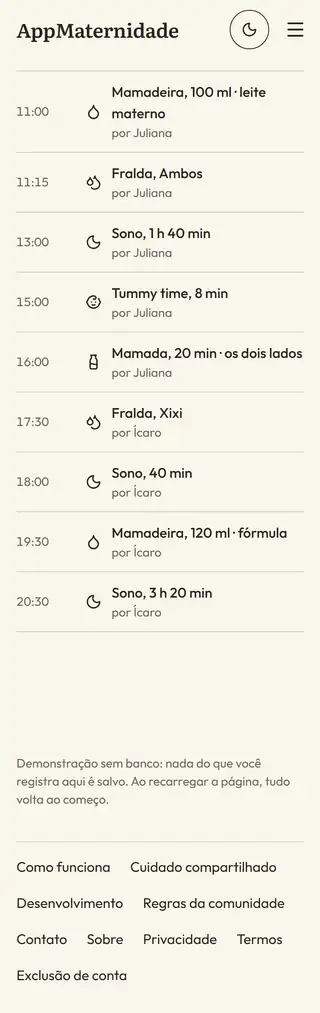 AppMaternidade
11:00
Mamadeira, 100 ml · leite
materno
por Juliana
11:15
Fralda, Ambos
por Juliana
13:00
Sono, 1 h 40 min
por Juliana
15:00
Tummy time, 8 min
por Juliana
16:00
Mamada, 20 min · os dois lados
por Juliana
17:30
Fralda, Xixi
por Ícaro
18:00
Sono, 40 min
por Ícaro
19:30
Mamadeira, 120 ml · fórmula
por Ícaro
20:30
Sono, 3 h 20 min
por Ícaro
Demonstração sem banco: nada do que você
registra aqui é salvo. Ao recarregar a página, tudo
volta ao começo.
Como funciona Cuidado compartilhado
Desenvolvimento Regras da comunidade
Contato Sobre Privacidade Termos
Exclusão de conta